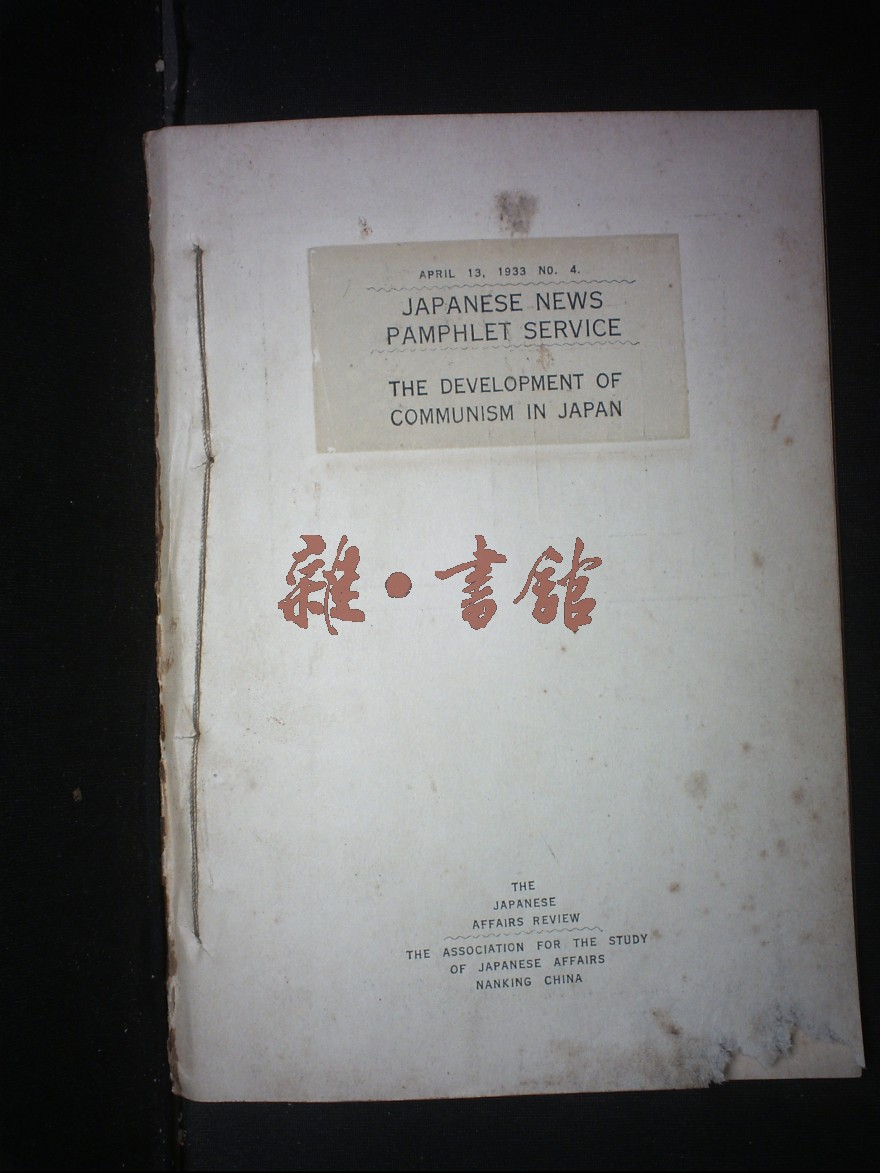 APRIL 13, 1933 NO. 4.
JAPANESE NEWS
PAMPHLET SERVICE
THE DEVELOPMENT OF
COMMUNISM IN JAPAN
雜·書館
THE
JAPANESE
AFFAIRS REVIEW
THE ASSOCIATION FOR THE STUDY
OF JAPANESE AFFAIRS
NANKING CHINA